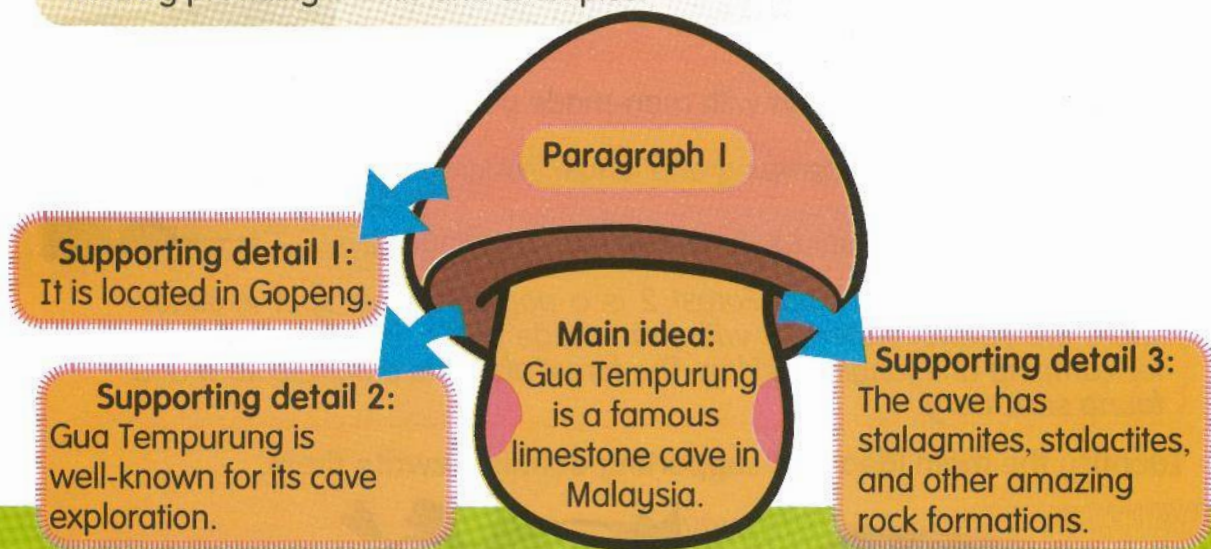 Paragraph 1
Supporting detail 1:
It is located in Gopeng.
Supporting detail 2:
Gua Tempurung is
well-known for its cave
exploration.
Main idea:
Gua Tempurung
is a famous
limestone cave in
Malaysia.
Supporting detail 3:
The cave has
stalagmites, stalactites,
and other amazing
rock formations.